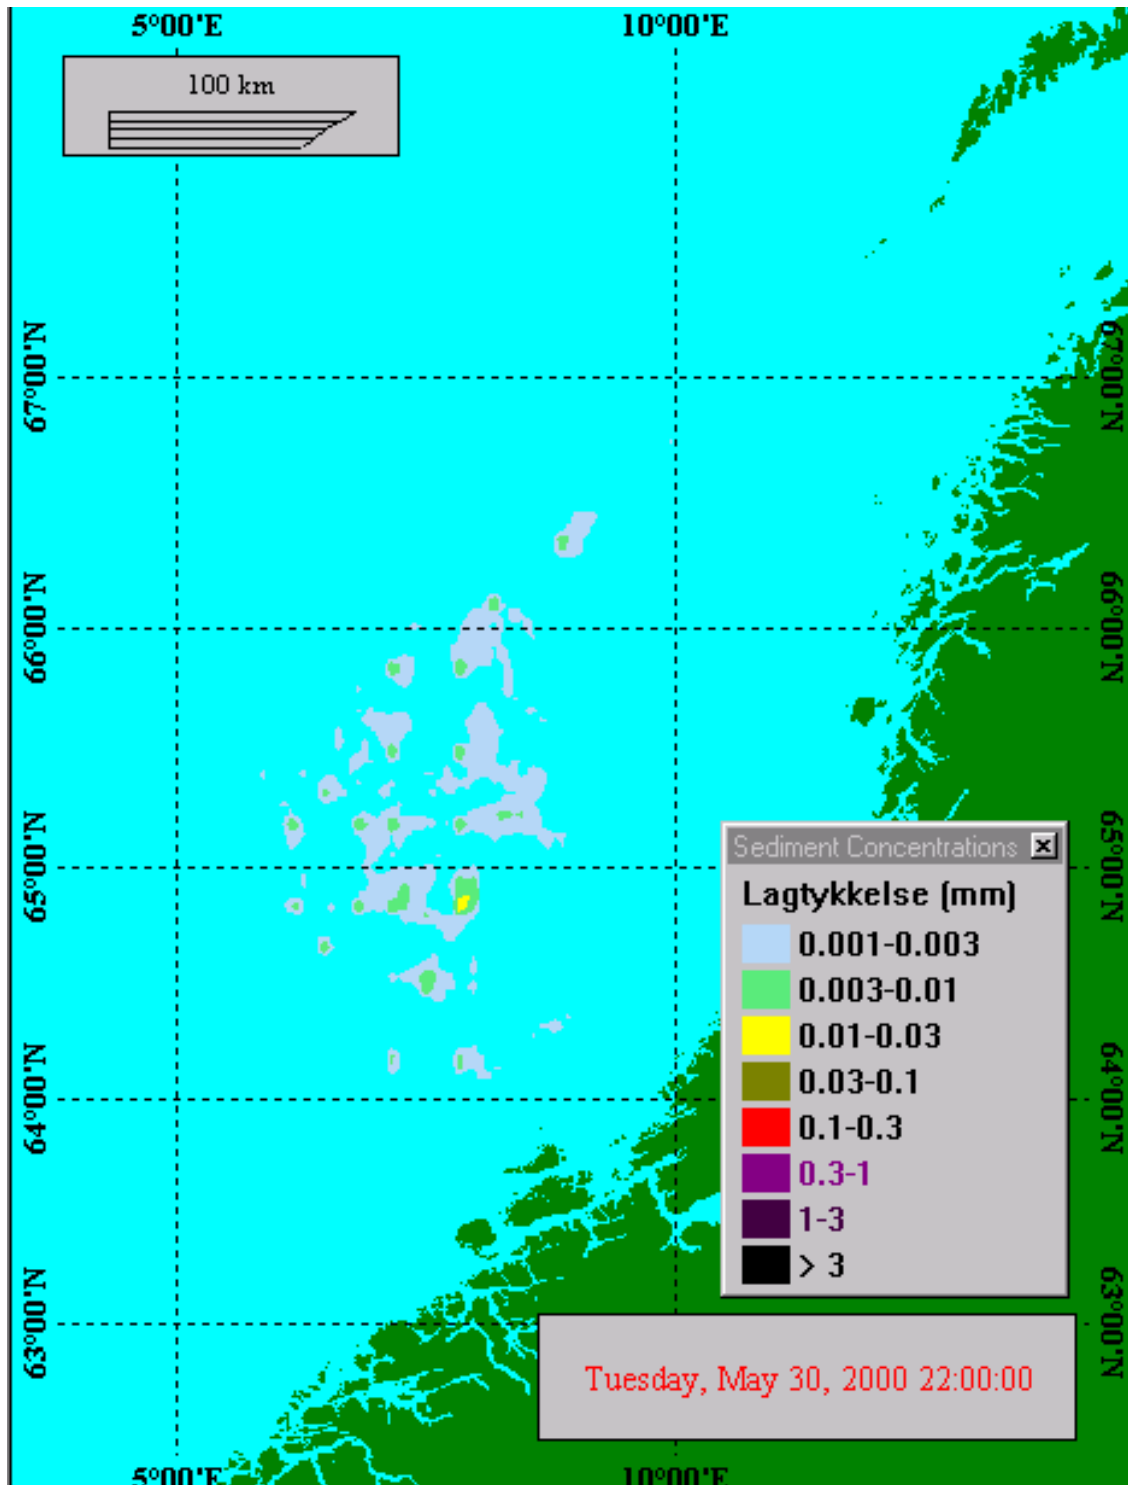 5°00'E 10°00'E
100 km
67°00'N 67°00'N
66°00'N 66°00'N
65°00'N 65°00'N
Sediment Concentrations
Lagtykkelse (mm)
0.001-0.003
0.003-0.01
0.01-0.03
0.03-0.1
0.1-0.3
0.3-1
1-3
> 3
64°00'N 64°00'N
63°00'N 63°00'N
Tuesday, May 30, 2000 22:00:00
5°00'E 10°00'E